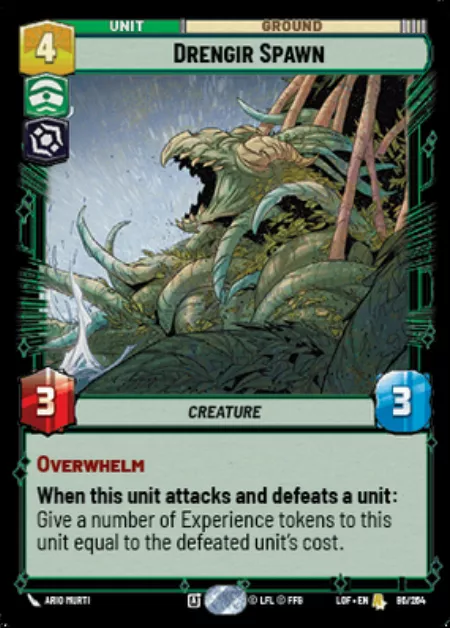 UNIT
GROUND
4
DRENGIR SPAWN
3
CREATURE
3
OVERWHELM
When this unit attacks and defeats a unit:
Give a number of Experience tokens to this
unit equal to the defeated unit's cost.
ARIO MURTI
© LFL © FFG
LOF • EN